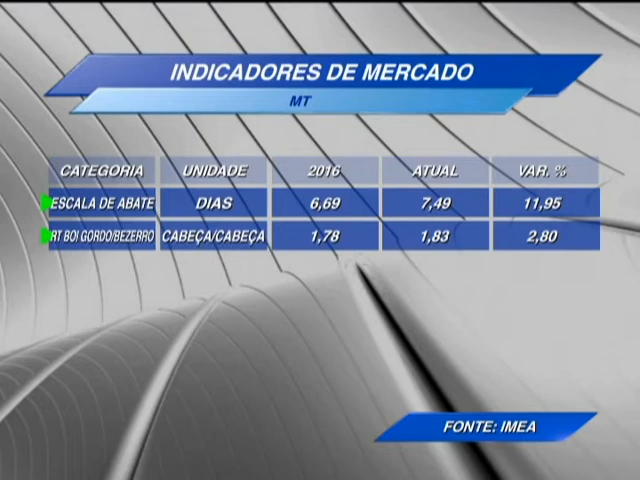 INDICADORES DE MERCADO
MT
CATEGORIA UNIDADE 2016 ATUAL VAR. %
ESCALA DE ABATE DIAS 6,69 7,49 11,95
RT BOI GORDO/BEZERRO CABEÇA/CABEÇA 1,78 1,83 2,80
FONTE: IMEA